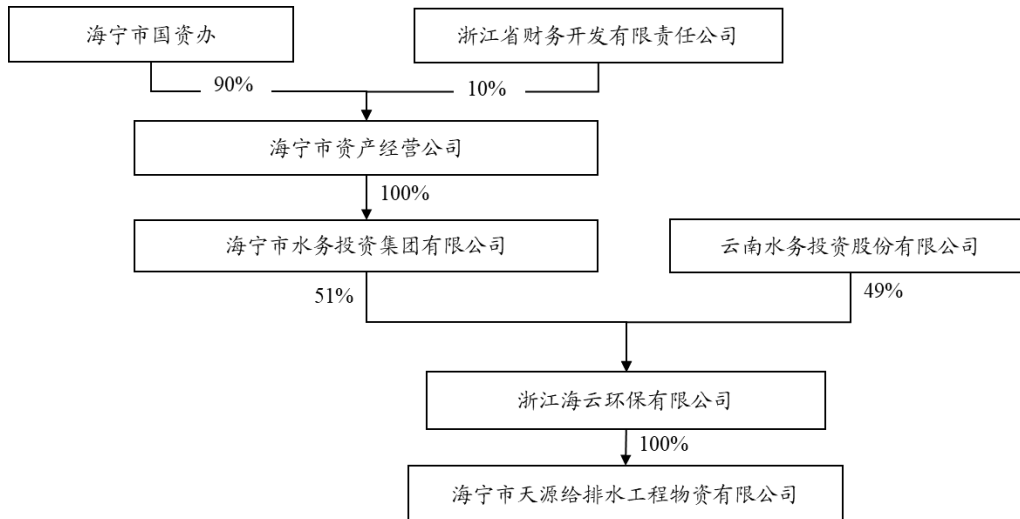 海宁市国资办
浙江省财务开发有限责任公司
90%
10%
海宁市资产经营公司
100%
海宁市水务投资集团有限公司
云南水务投资股份有限公司
51%
49%
浙江海云环保有限公司
100%
海宁市天源给排水工程物资有限公司